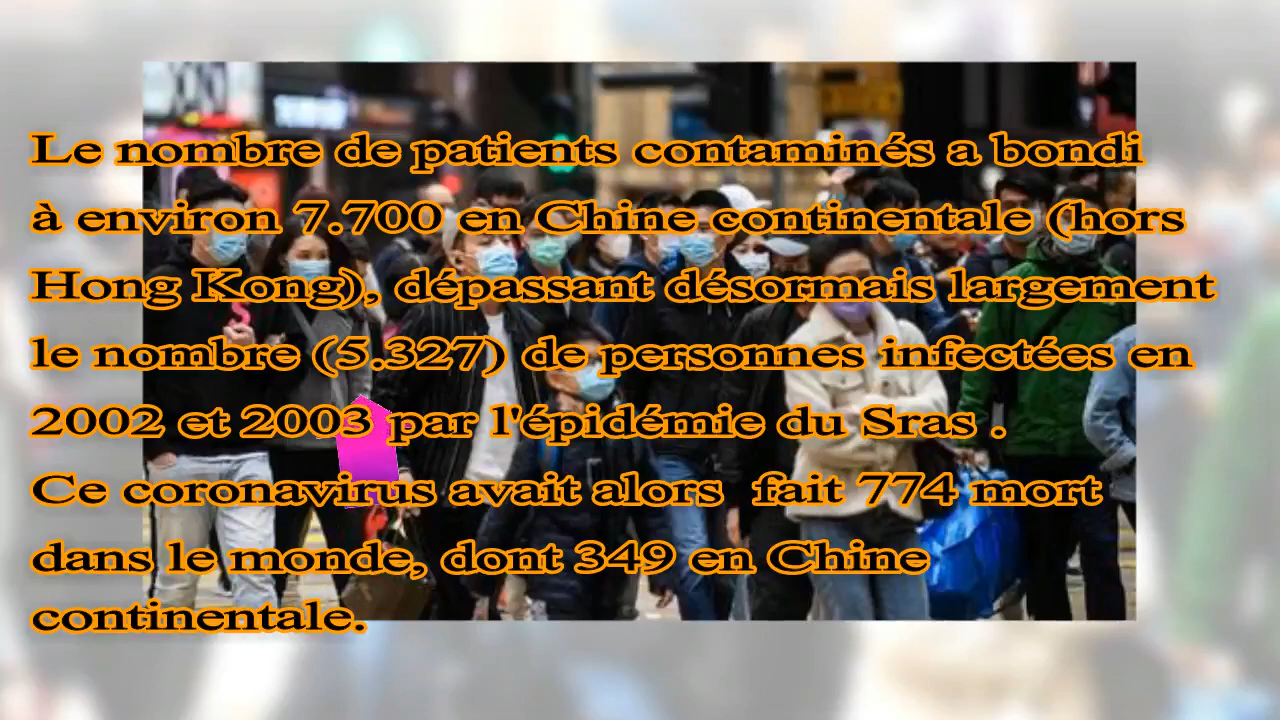 Le nombre de patients contaminés a bondi
à environ 7.700 en Chine continentale (hors
Hong Kong), dépassant désormais largement
le nombre (5.327) de personnes infectées en
2002 et 2003 par l'épidémie du Sras .
Ce coronavirus avait alors  fait 774 mort
dans le monde, dont 349 en Chine
continentale.